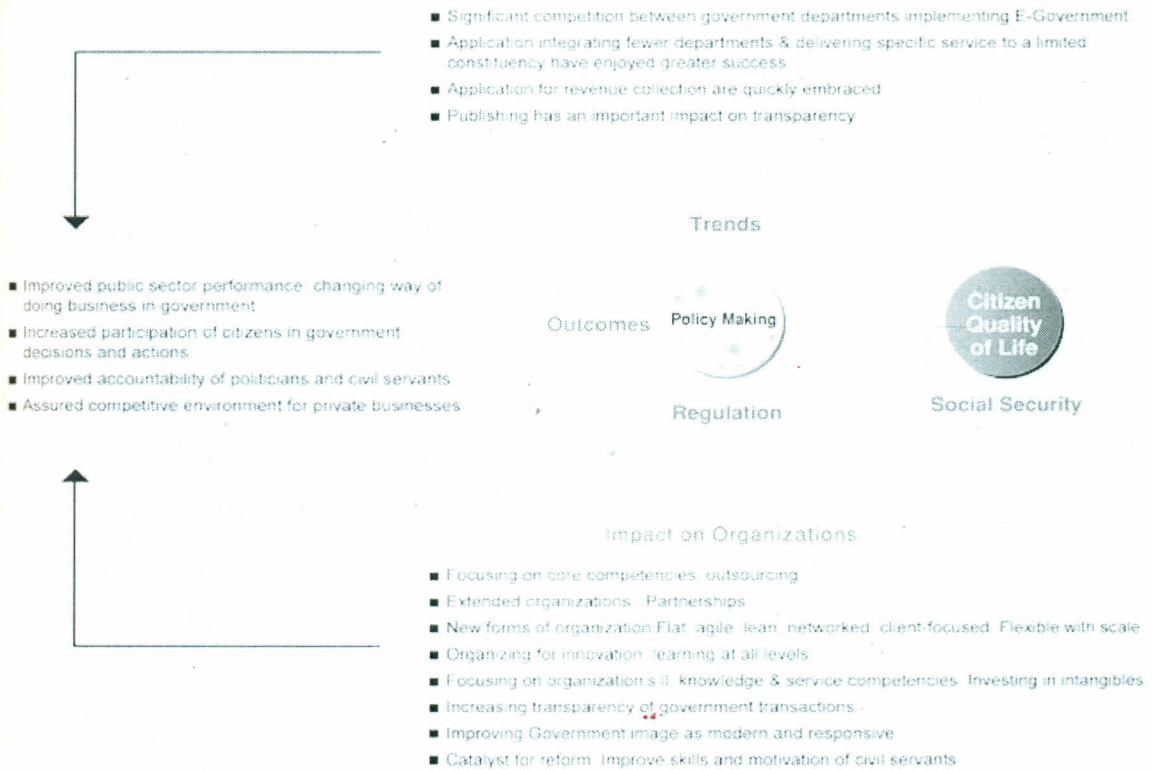 ■ Significant competition between government departments implementing E-Government.
■ Application integrating fewer departments & delivering specific service to a limited
constituency have enjoyed greater success
■ Application for revenue collection are quickly embraced
■ Publishing has an important impact on transparency
Trends
■ Improved public sector performance changing way of
doing business in government
■ Increased participation of citizens in government
decisions and actions
■ Improved accountability of politicians and civil servants
■ Assured competitive environment for private businesses
Outcomes
Policy Making
Regulation
Citizen
Quality
of Life
Social Security
Impact on Organizations
■ Focusing on core competencies, outsourcing
■ Extended organizations Partnerships
■ New forms of organization Flat, agile, lean, networked, client-focused Flexible with scale
■ Organizing for innovation, learning at all levels
■ Focusing on organization knowledge & service competencies Investing in intangibles
■ Increasing transparency of government transactions
■ Improving Government image as modern and responsive
■ Catalyst for reform Improve skills and motivation of civil servants